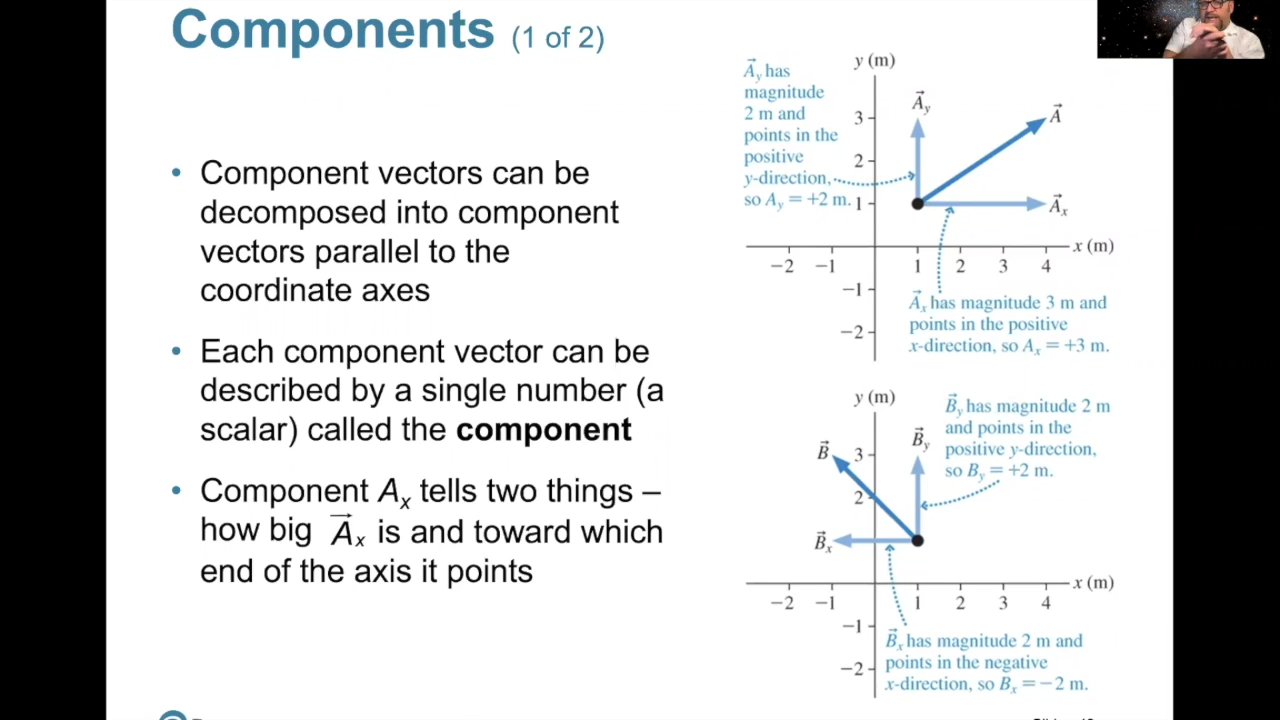 Components (1 of 2)
• Component vectors can be
decomposed into component
vectors parallel to the
coordinate axes
• Each component vector can be
described by a single number (a
scalar) called the component
• Component Aₓ tells two things –
how big A⃗ₓ is and toward which
end of the axis it points
A⃗ᵧ has
magnitude
2 m and
points in the
positive
y-direction,
so Aᵧ = +2 m.
y (m)
3
2
1
−1
−2
A⃗ᵧ
A⃗
A⃗ₓ
x (m)
−2 −1 1 2 3 4
A⃗ₓ has magnitude 3 m and
points in the positive
x-direction, so Aₓ = +3 m.
y (m)
3
2
−1
−2
B⃗
B⃗ᵧ
B⃗ₓ
B⃗ᵧ has magnitude 2 m
and points in the
positive y-direction,
so Bᵧ = +2 m.
x (m)
−2 −1 1 2 3 4
B⃗ₓ has magnitude 2 m and
points in the negative
x-direction, so Bₓ = −2 m.